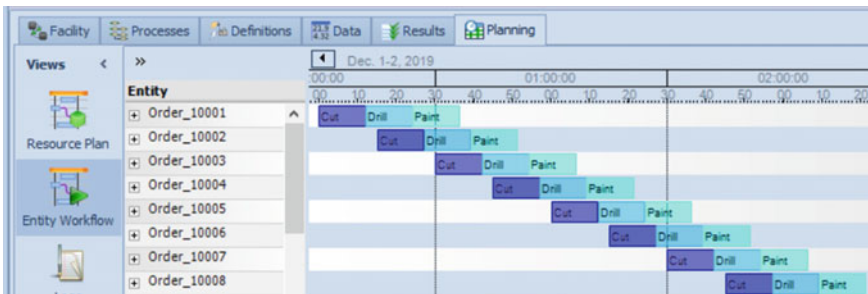 Facility Processes Definitions Data Results Planning
Views < »
Dec. 1-2, 2019
:00:00 01:00:00 02:00:00
Entity
00 10 20 30 40 50 00 10 20 30 40 50 00 10 20
Order_10001 Cut Drill Paint
Resource Plan
Order_10002 Cut Drill Paint
Order_10003 Cut Drill Paint
Order_10004 Cut Drill Paint
Entity Workflow
Order_10005 Cut Drill Paint
Order_10006 Cut Drill Paint
Order_10007 Cut Drill Paint
Order_10008 Cut Drill Paint